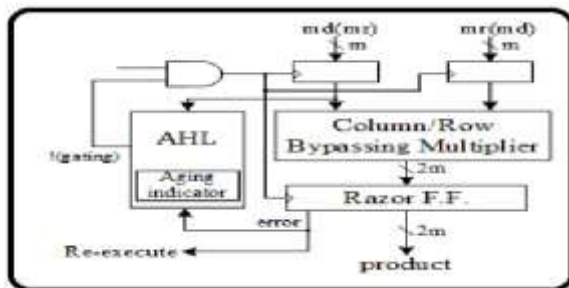 md(mr)
mr(md)
m
m
AHL
Column/Row
Bypassing Multiplier
!(gating)
Aging
indicator
2m
Razor F.F.
error
2m
Re-execute
product